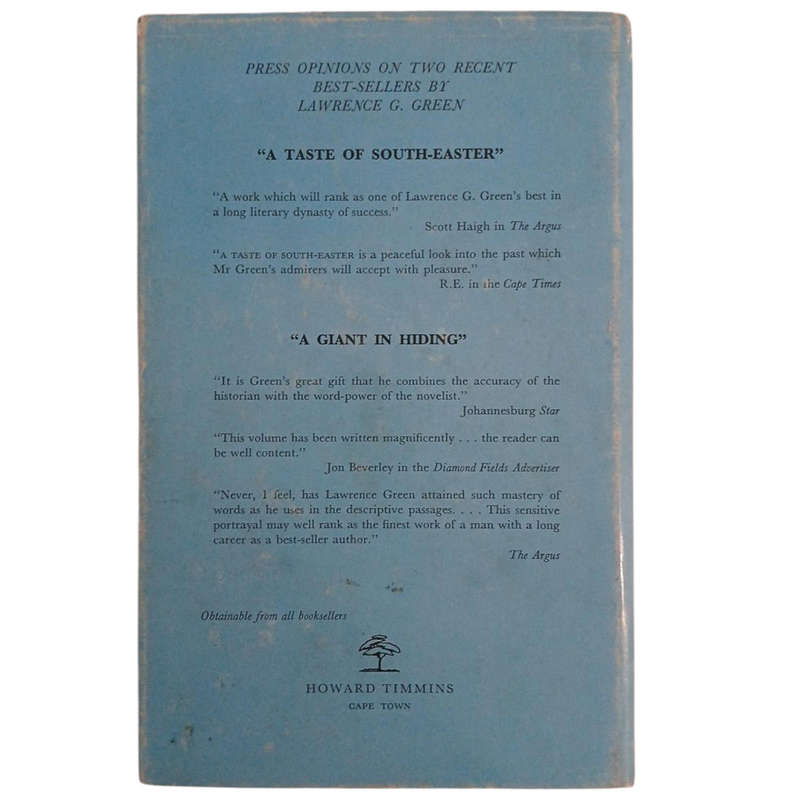 PRESS OPINIONS ON TWO RECENT
BEST-SELLERS BY
LAWRENCE G. GREEN
"A TASTE OF SOUTH-EASTER"
"A work which will rank as one of Lawrence G. Green's best in
a long literary dynasty of success."
Scott Haigh in The Argus
"A TASTE OF SOUTH-EASTER is a peaceful look into the past which
Mr Green's admirers will accept with pleasure."
R.E. in the Cape Times
"A GIANT IN HIDING"
"It is Green's great gift that he combines the accuracy of the
historian with the word-power of the novelist."
Johannesburg Star
"This volume has been written magnificently . . . the reader can
be well content."
Jon Beverley in the Diamond Fields Advertiser
"Never, I feel, has Lawrence Green attained such mastery of
words as he uses in the descriptive passages. . . . This sensitive
portrayal may well rank as the finest work of a man with a long
career as a best-seller author."
The Argus
Obtainable from all booksellers
HOWARD TIMMINS
CAPE TOWN